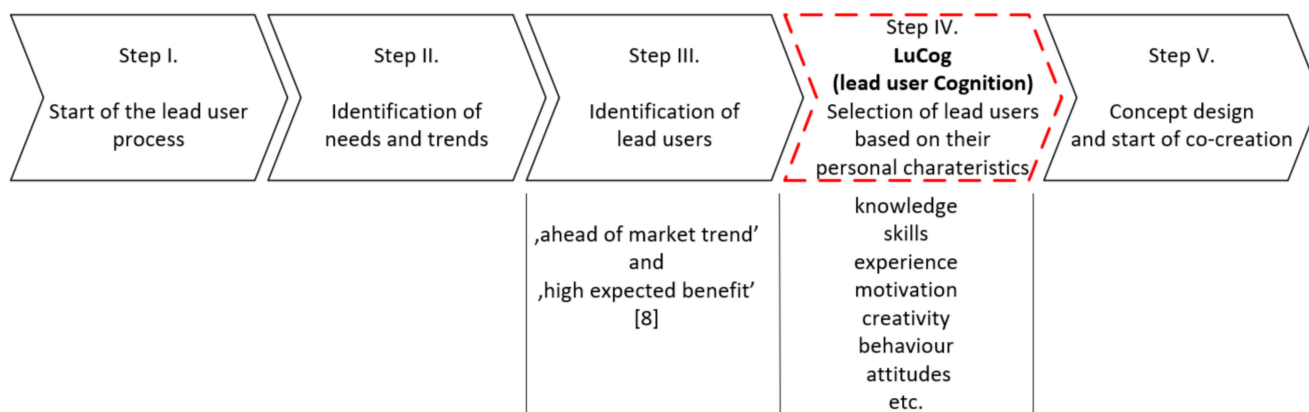 Step I.
Start of the lead user
process
Step II.
Identification of
needs and trends
Step III.
Identification of
lead users
Step IV.
LuCog
(lead user Cognition)
Selection of lead users
based on their
personal charateristics
Step V.
Concept design
and start of co-creation
‚ahead of market trend’
and
‚high expected benefit’
[8]
knowledge
skills
experience
motivation
creativity
behaviour
attitudes
etc.